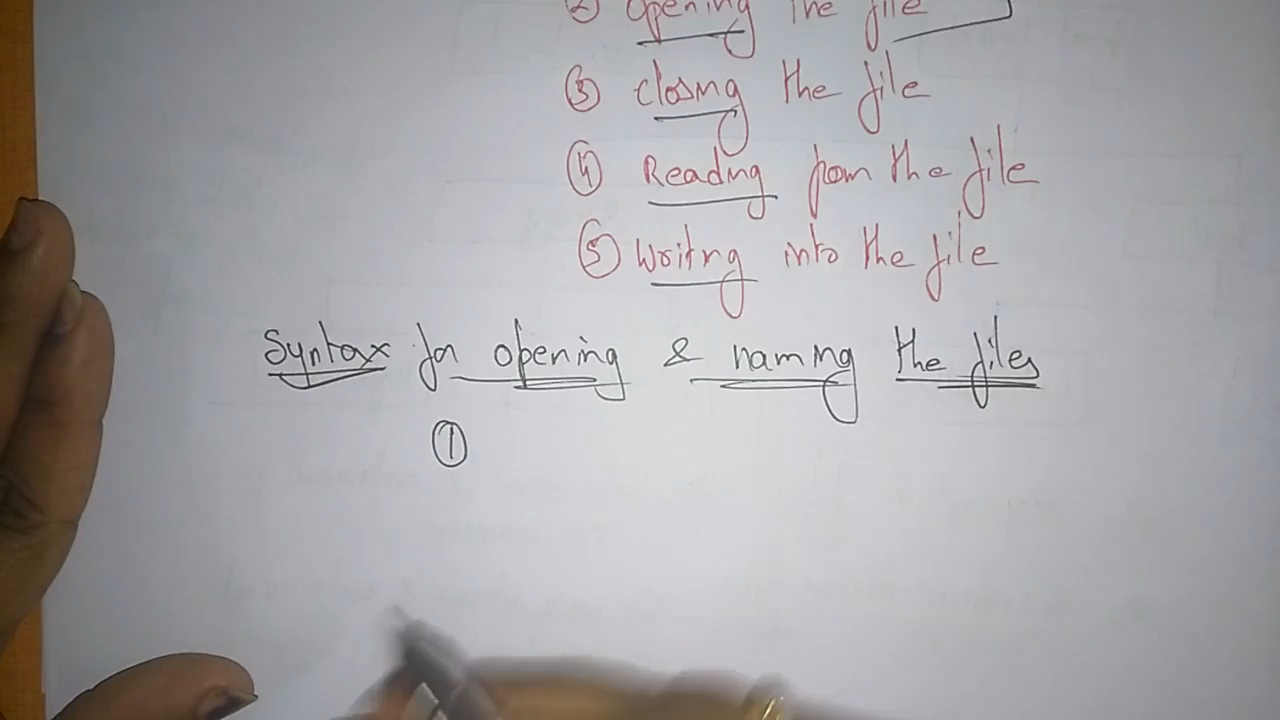 ② Opening the file
③ closing the file
④ Reading from the file
⑤ writing into the file
Syntax for opening & naming the files
①